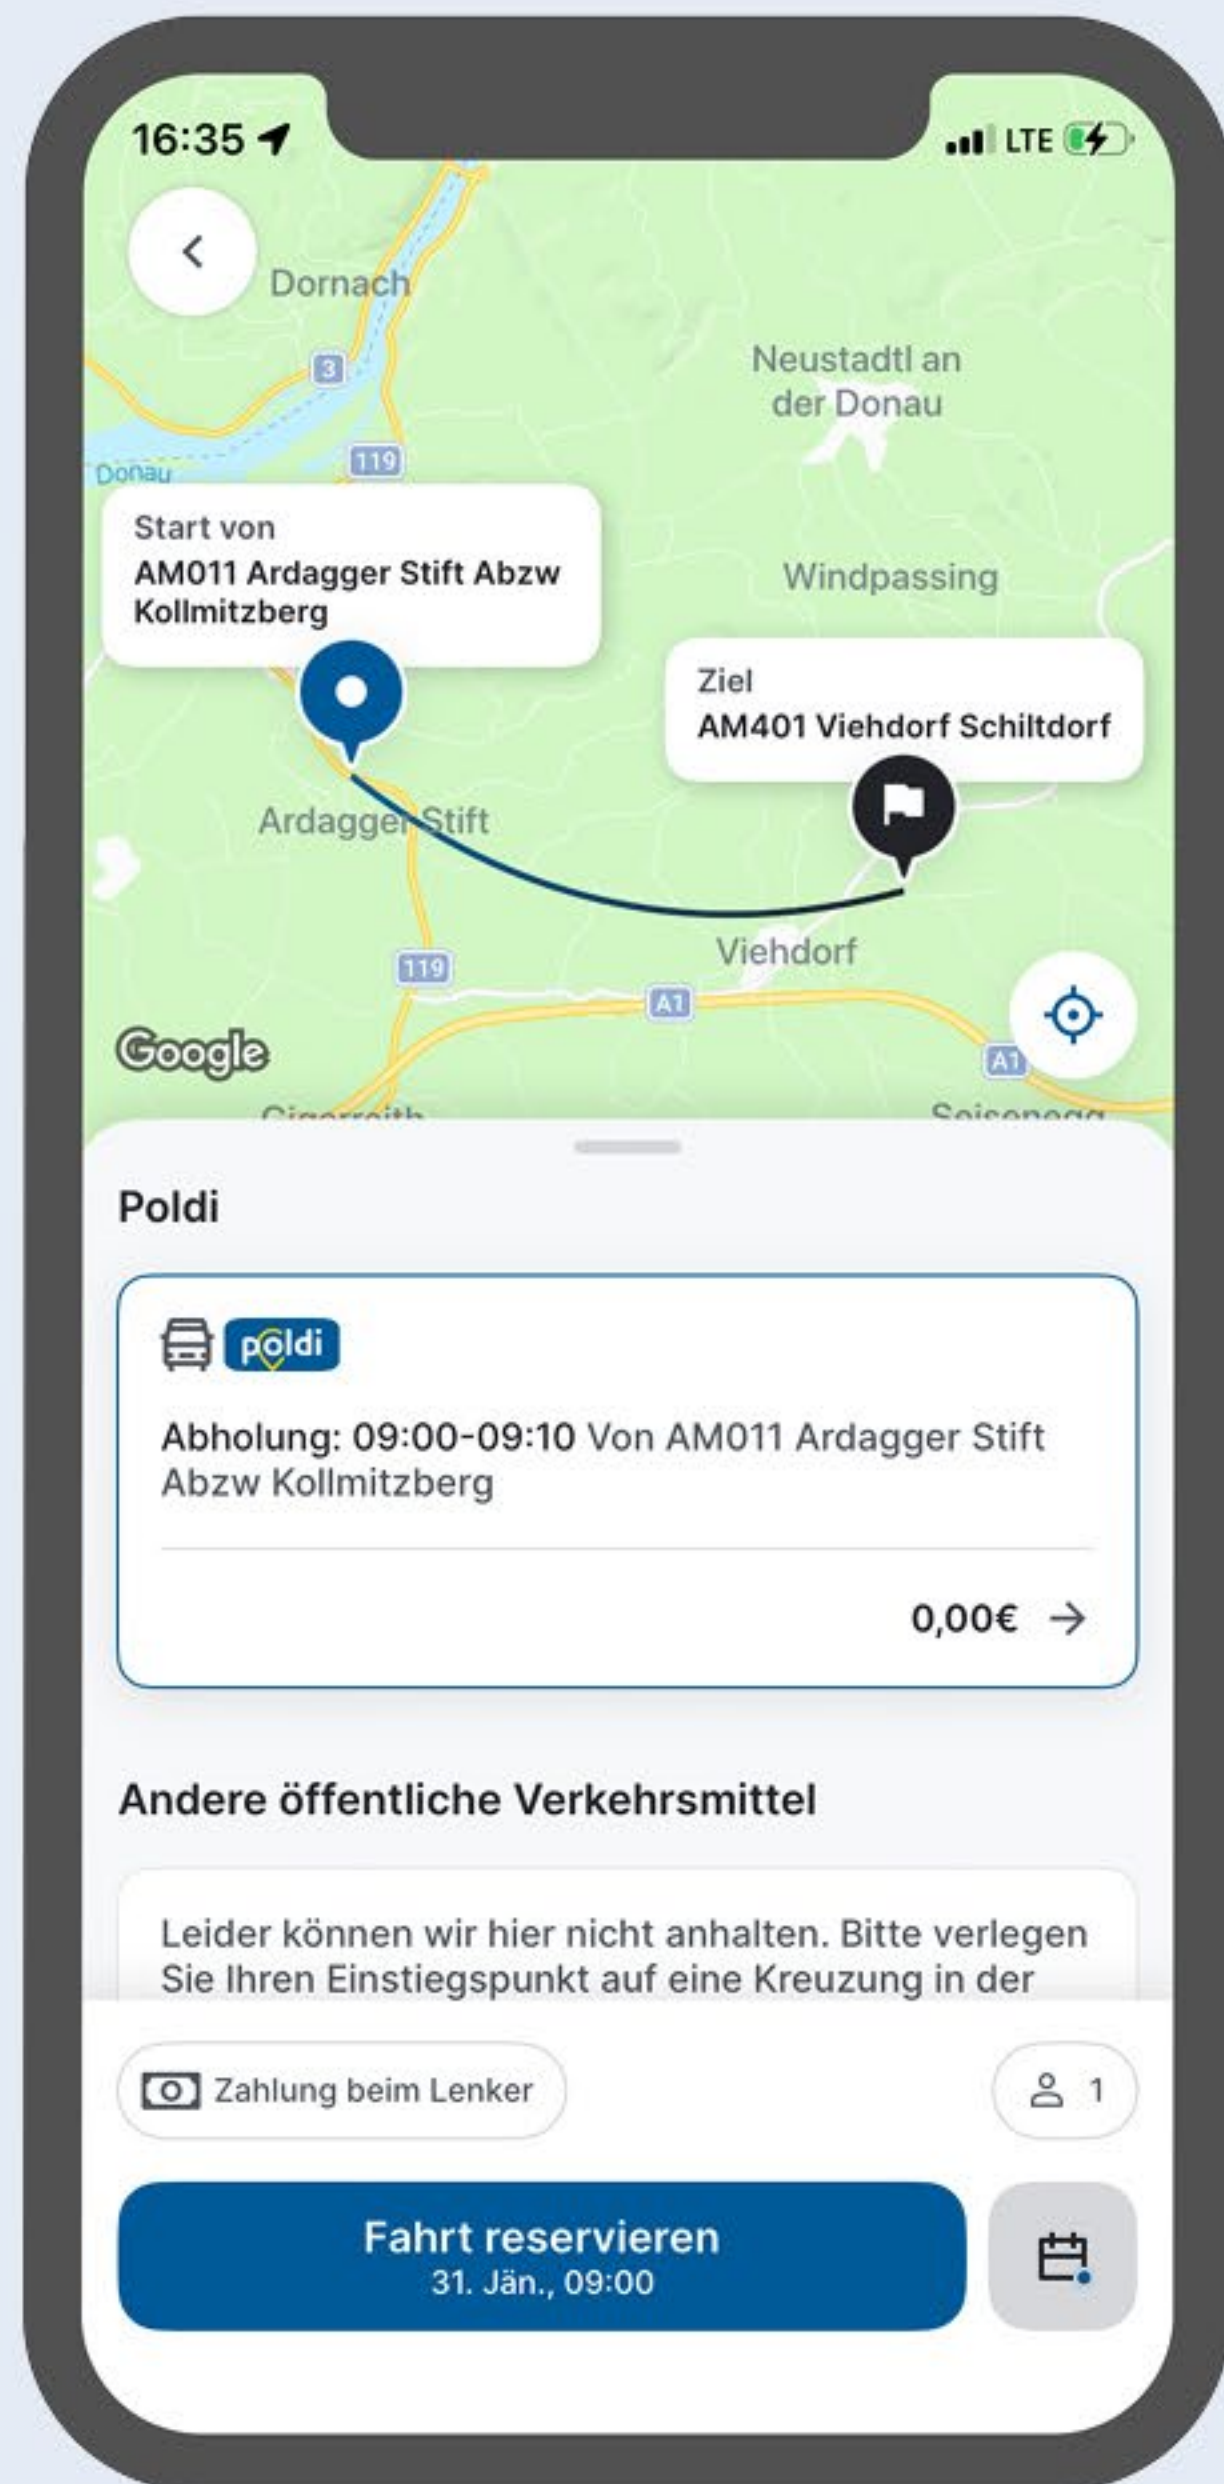 16:35
LTE
Dornach
3
Neustadtl an
der Donau
119
Donau
Start von
AM011 Ardagger Stift Abzw
Kollmitzberg
Windpassing
Ziel
AM401 Viehdorf Schiltdorf
Ardagger Stift
Viehdorf
119
A1
Google
A1
Seisenegg
Poldi
poldi
Abholung: 09:00-09:10 Von AM011 Ardagger Stift
Abzw Kollmitzberg
0,00€
Andere öffentliche Verkehrsmittel
Leider können wir hier nicht anhalten. Bitte verlegen
Sie Ihren Einstiegspunkt auf eine Kreuzung in der
Zahlung beim Lenker
1
Fahrt reservieren
31. Jän., 09:00